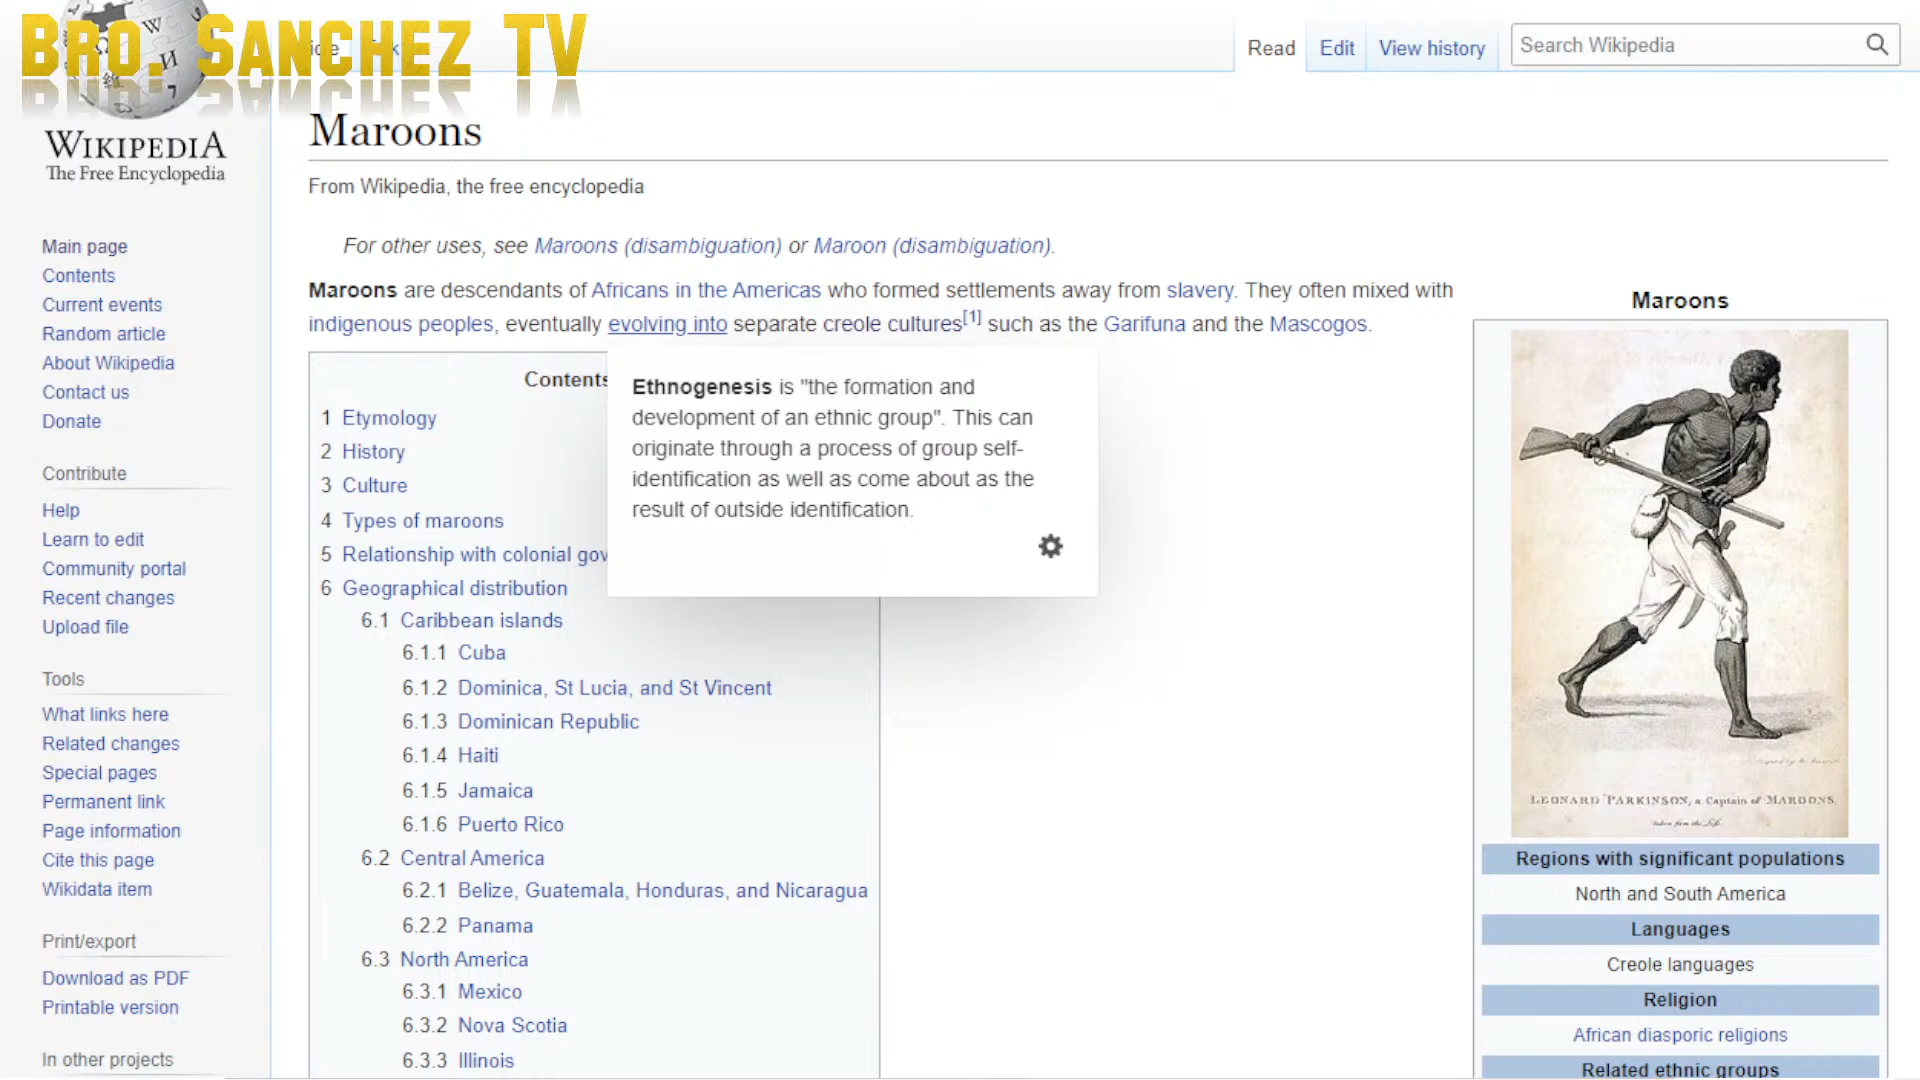 BRO. SANCHEZ TV
WIKIPEDIA
The Free Encyclopedia
Main page
Contents
Current events
Random article
About Wikipedia
Contact us
Donate
Contribute
Help
Learn to edit
Community portal
Recent changes
Upload file
Tools
What links here
Related changes
Special pages
Permanent link
Page information
Cite this page
Wikidata item
Print/export
Download as PDF
Printable version
In other projects
Read
Edit
View history
Search Wikipedia
Maroons
From Wikipedia, the free encyclopedia
For other uses, see Maroons (disambiguation) or Maroon (disambiguation).
Maroons are descendants of Africans in the Americas who formed settlements away from slavery. They often mixed with
indigenous peoples, eventually evolving into separate creole cultures[1] such as the Garifuna and the Mascogos.
Ethnogenesis is "the formation and
development of an ethnic group". This can
originate through a process of group self-
identification as well as come about as the
result of outside identification.
Contents
1 Etymology
2 History
3 Culture
4 Types of maroons
5 Relationship with colonial gov
6 Geographical distribution
6.1 Caribbean islands
6.1.1 Cuba
6.1.2 Dominica, St Lucia, and St Vincent
6.1.3 Dominican Republic
6.1.4 Haiti
6.1.5 Jamaica
6.1.6 Puerto Rico
6.2 Central America
6.2.1 Belize, Guatemala, Honduras, and Nicaragua
6.2.2 Panama
6.3 North America
6.3.1 Mexico
6.3.2 Nova Scotia
6.3.3 Illinois
Maroons
LEONARD PARKINSON, a Captain of MAROONS,
taken from the Life.
Regions with significant populations
North and South America
Languages
Creole languages
Religion
African diasporic religions
Related ethnic groups